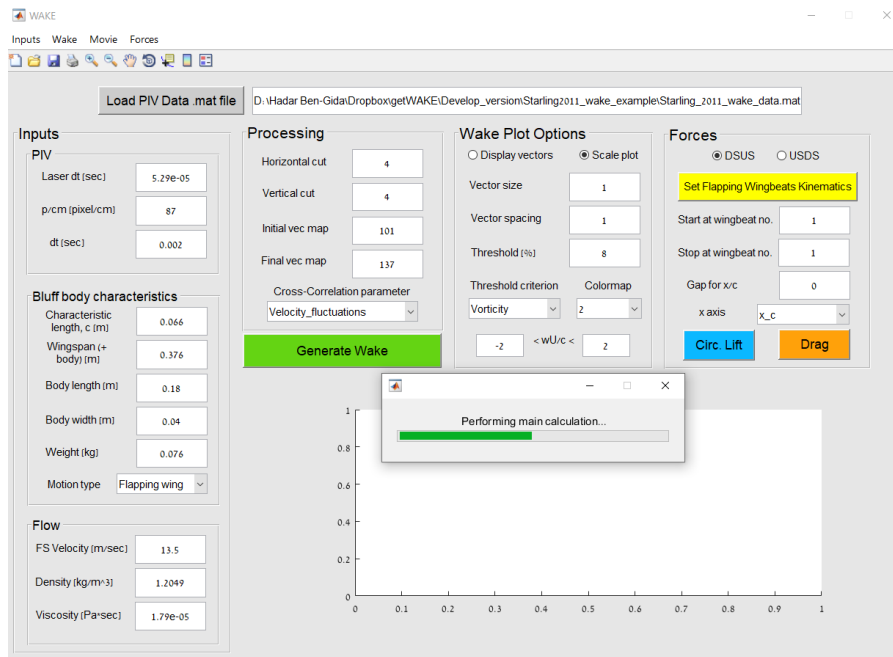 WAKE
Inputs Wake Movie Forces
Load PIV Data .mat file
D:\Hadar Ben-Gida\Dropbox\getWAKE\Develop_version\Starling2011_wake_example\Starling_2011_wake_data.mat
Inputs
PIV
Laser dt [sec] 5.29e-05
p/cm [pixel/cm] 87
dt [sec] 0.002
Bluff body characteristics
Characteristic
length, c [m] 0.066
Wingspan (+
body) [m] 0.376
Body length [m] 0.18
Body width [m] 0.04
Weight [kg] 0.076
Motion type Flapping wing
Flow
FS Velocity [m/sec] 13.5
Density [kg/m^3] 1.2049
Viscosity [Pa*sec] 1.79e-05
Processing
Horizontal cut 4
Vertical cut 4
Initial vec map 101
Final vec map 137
Cross-Correlation parameter
Velocity_fluctuations
Generate Wake
Wake Plot Options
Display vectors Scale plot
Vector size 1
Vector spacing 1
Threshold [%] 8
Threshold criterion Colormap
Vorticity 2
-2 < wU/c < 2
Forces
DSUS USDS
Set Flapping Wingbeats Kinematics
Start at wingbeat no. 1
Stop at wingbeat no. 1
Gap for x/c 0
x axis x_c
Circ. Lift Drag
Performing main calculation...
1
0.8
0.6
0.4
0.2
0
0 0.1 0.2 0.3 0.4 0.5 0.6 0.7 0.8 0.9 1